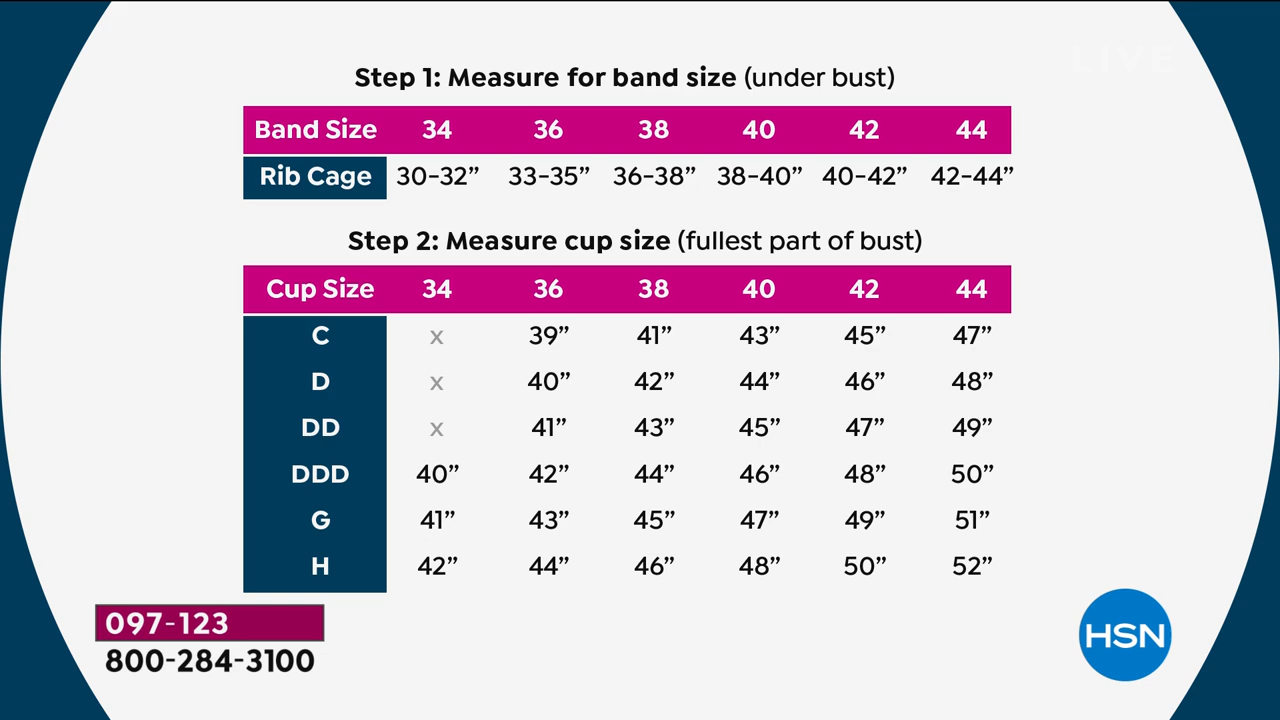 LIVE
Step 1: Measure for band size (under bust)
Band Size 34 36 38 40 42 44
Rib Cage 30-32” 33-35” 36-38” 38-40” 40-42” 42-44”
Step 2: Measure cup size (fullest part of bust)
Cup Size 34 36 38 40 42 44
C x 39” 41” 43” 45” 47”
D x 40” 42” 44” 46” 48”
DD x 41” 43” 45” 47” 49”
DDD 40” 42” 44” 46” 48” 50”
G 41” 43” 45” 47” 49” 51”
H 42” 44” 46” 48” 50” 52”
097-123
800-284-3100
HSN